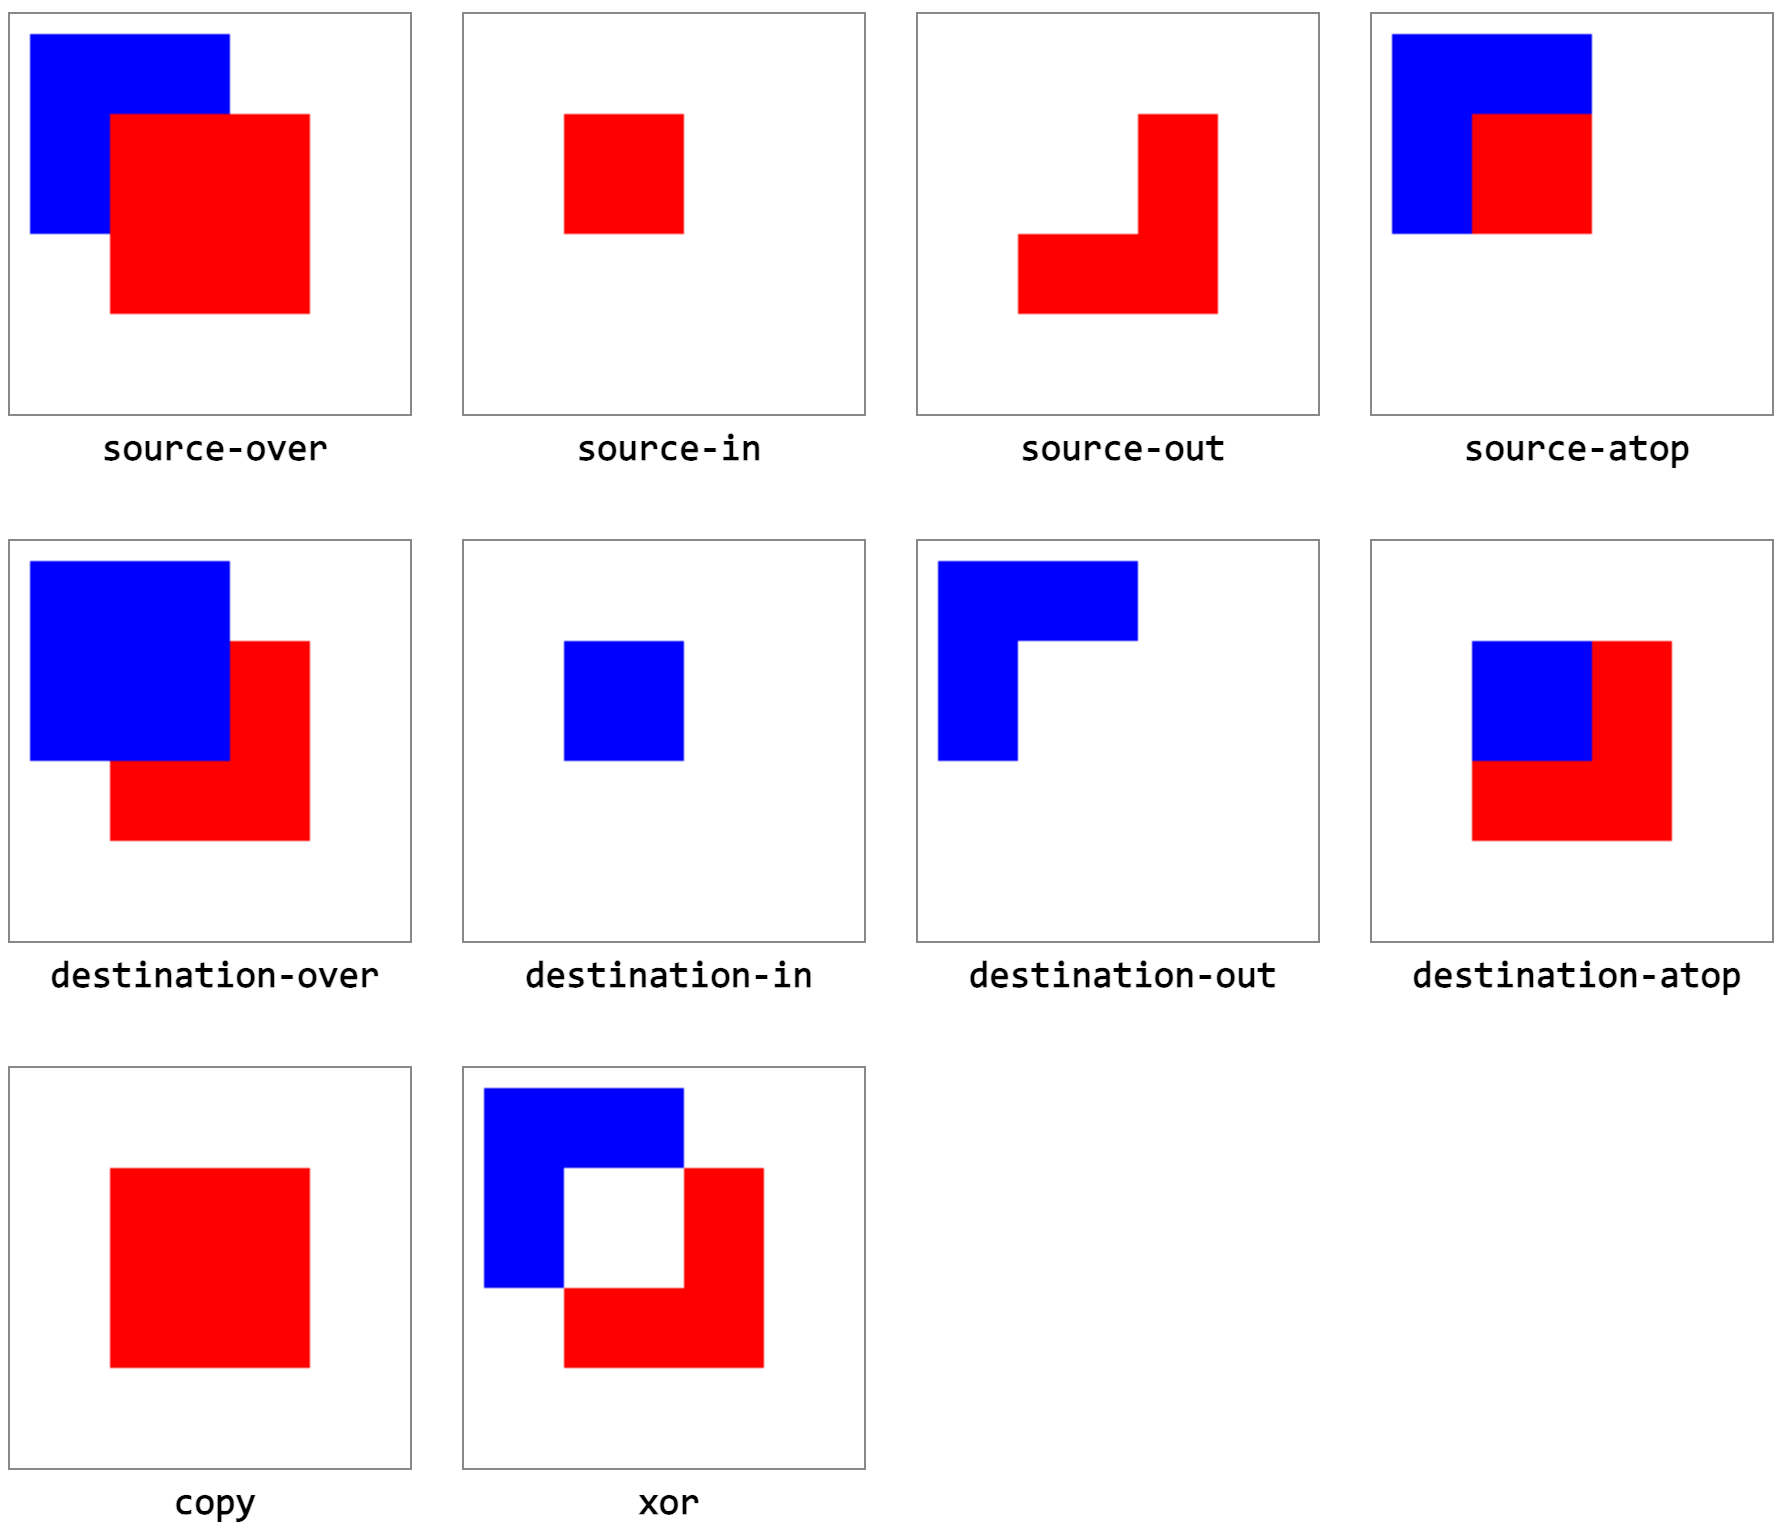 source-over
source-in
source-out
source-atop
destination-over
destination-in
destination-out
destination-atop
copy
xor